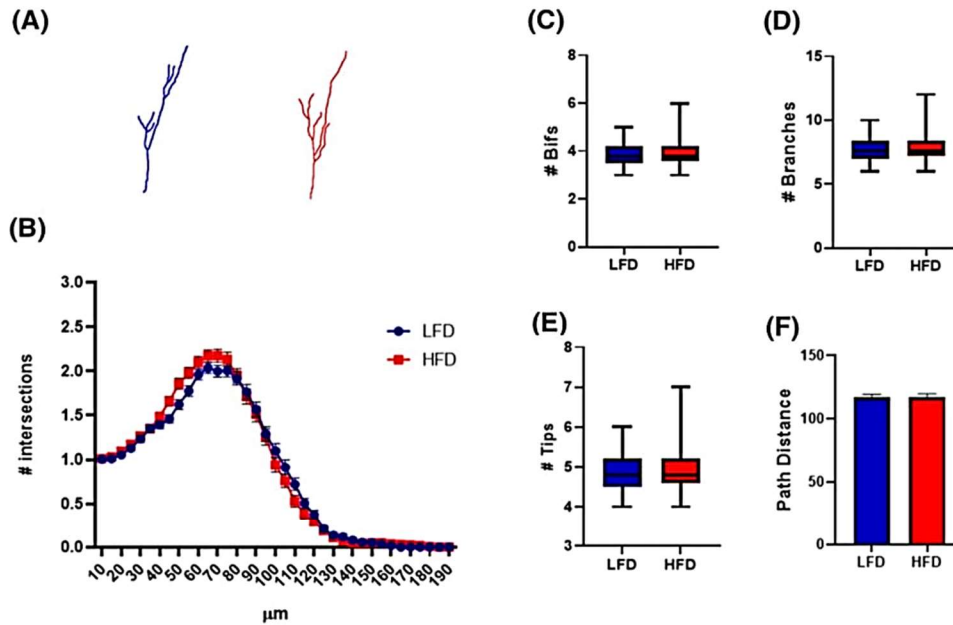 (A)
(B)
3.0
2.5
2.0
1.5
1.0
0.5
0.0
# intersections
LFD
HFD
10 20 30 40 50 60 70 80 90 100 110 120 130 140 150 160 170 180 190
µm
(C)
8
6
4
2
0
# Bifs
LFD HFD
(D)
15
10
5
0
# Branches
LFD HFD
(E)
8
7
6
5
4
3
# Tips
LFD HFD
(F)
150
100
50
0
Path Distance
LFD HFD